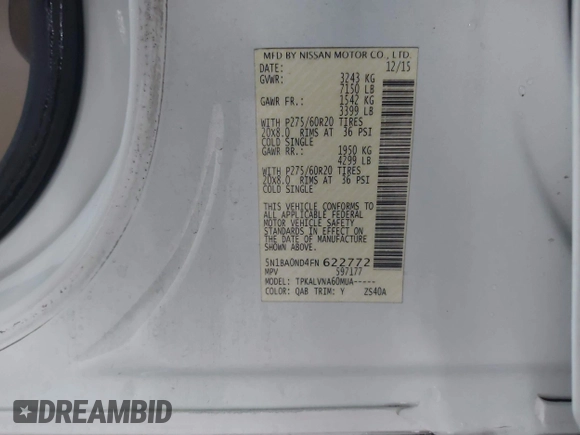 MFD BY NISSAN MOTOR CO., LTD.
DATE: 12/15
GVWR: 3243 KG
7150 LB
GAWR FR.: 1542 KG
3399 LB
WITH P275/60R20 TIRES
20x8.0 RIMS AT 36 PSI
COLD SINGLE
GAWR RR.: 1950 KG
4299 LB
WITH P275/60R20 TIRES
20x8.0 RIMS AT 36 PSI
COLD SINGLE
THIS VEHICLE CONFORMS TO
ALL APPLICABLE FEDERAL
MOTOR VEHICLE SAFETY
STANDARDS IN EFFECT ON
THE DATE OF MANUFACTURE
SHOWN ABOVE.
5N1BA0ND4FN 622772
MPV 597177
MODEL: TPKALVNA60MUA-----
COLOR: QAB TRIM: Y ZS40A
DREAMBID